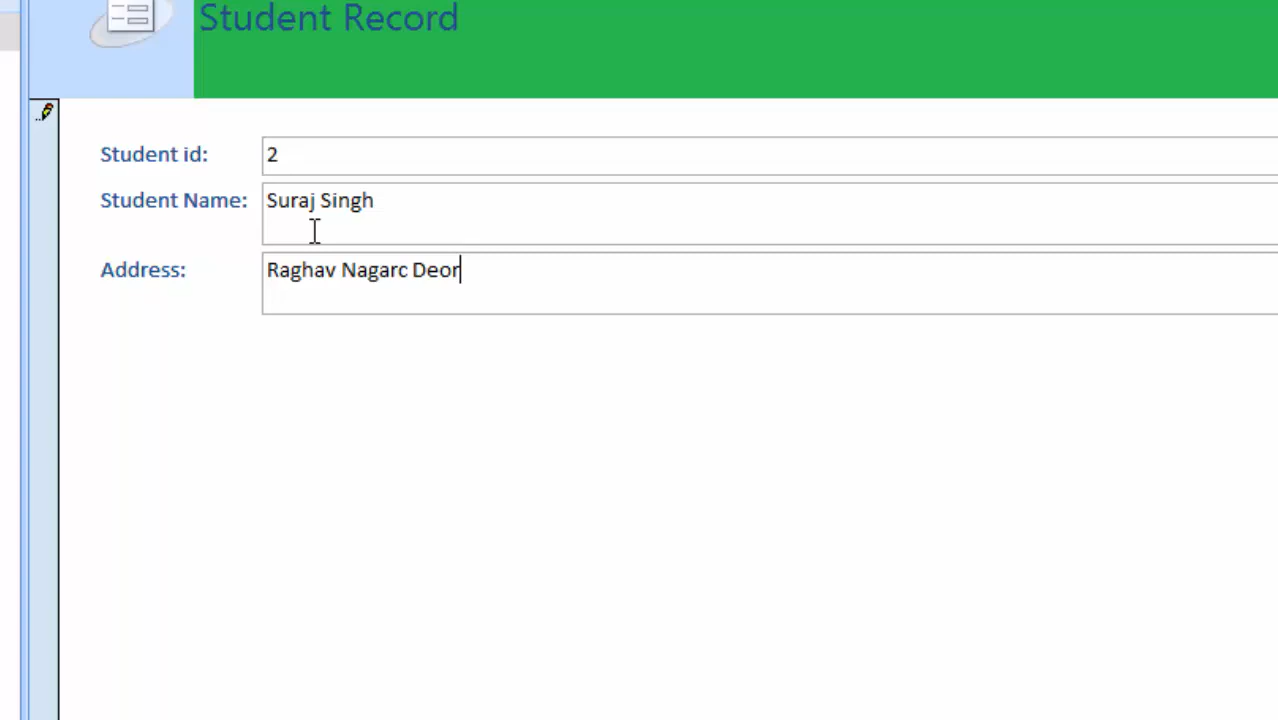 Student Record
Student id: 2
Student Name: Suraj Singh
Address: Raghav Nagarc Deor